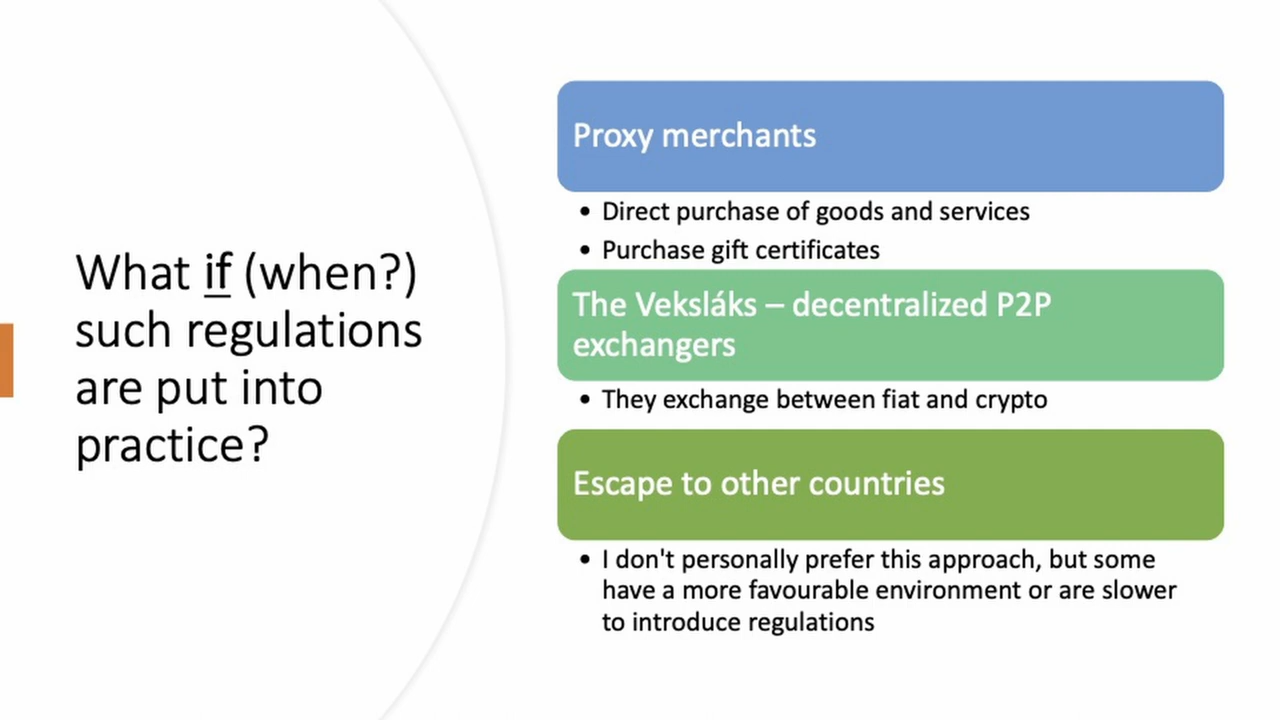 What if (when?)
such regulations
are put into
practice?
Proxy merchants
• Direct purchase of goods and services
• Purchase gift certificates
The Veksláks – decentralized P2P
exchangers
• They exchange between fiat and crypto
Escape to other countries
• I don't personally prefer this approach, but some
have a more favourable environment or are slower
to introduce regulations